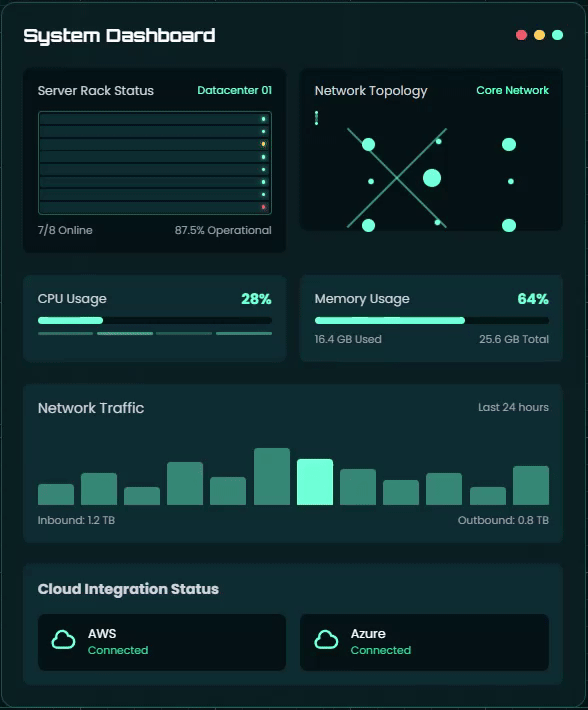 System Dashboard
Server Rack Status
Datacenter 01
7/8 Online
87.5% Operational
Network Topology
Core Network
CPU Usage
28%
Memory Usage
64%
16.4 GB Used
25.6 GB Total
Network Traffic
Last 24 hours
Inbound: 1.2 TB
Outbound: 0.8 TB
Cloud Integration Status
AWS
Connected
Azure
Connected